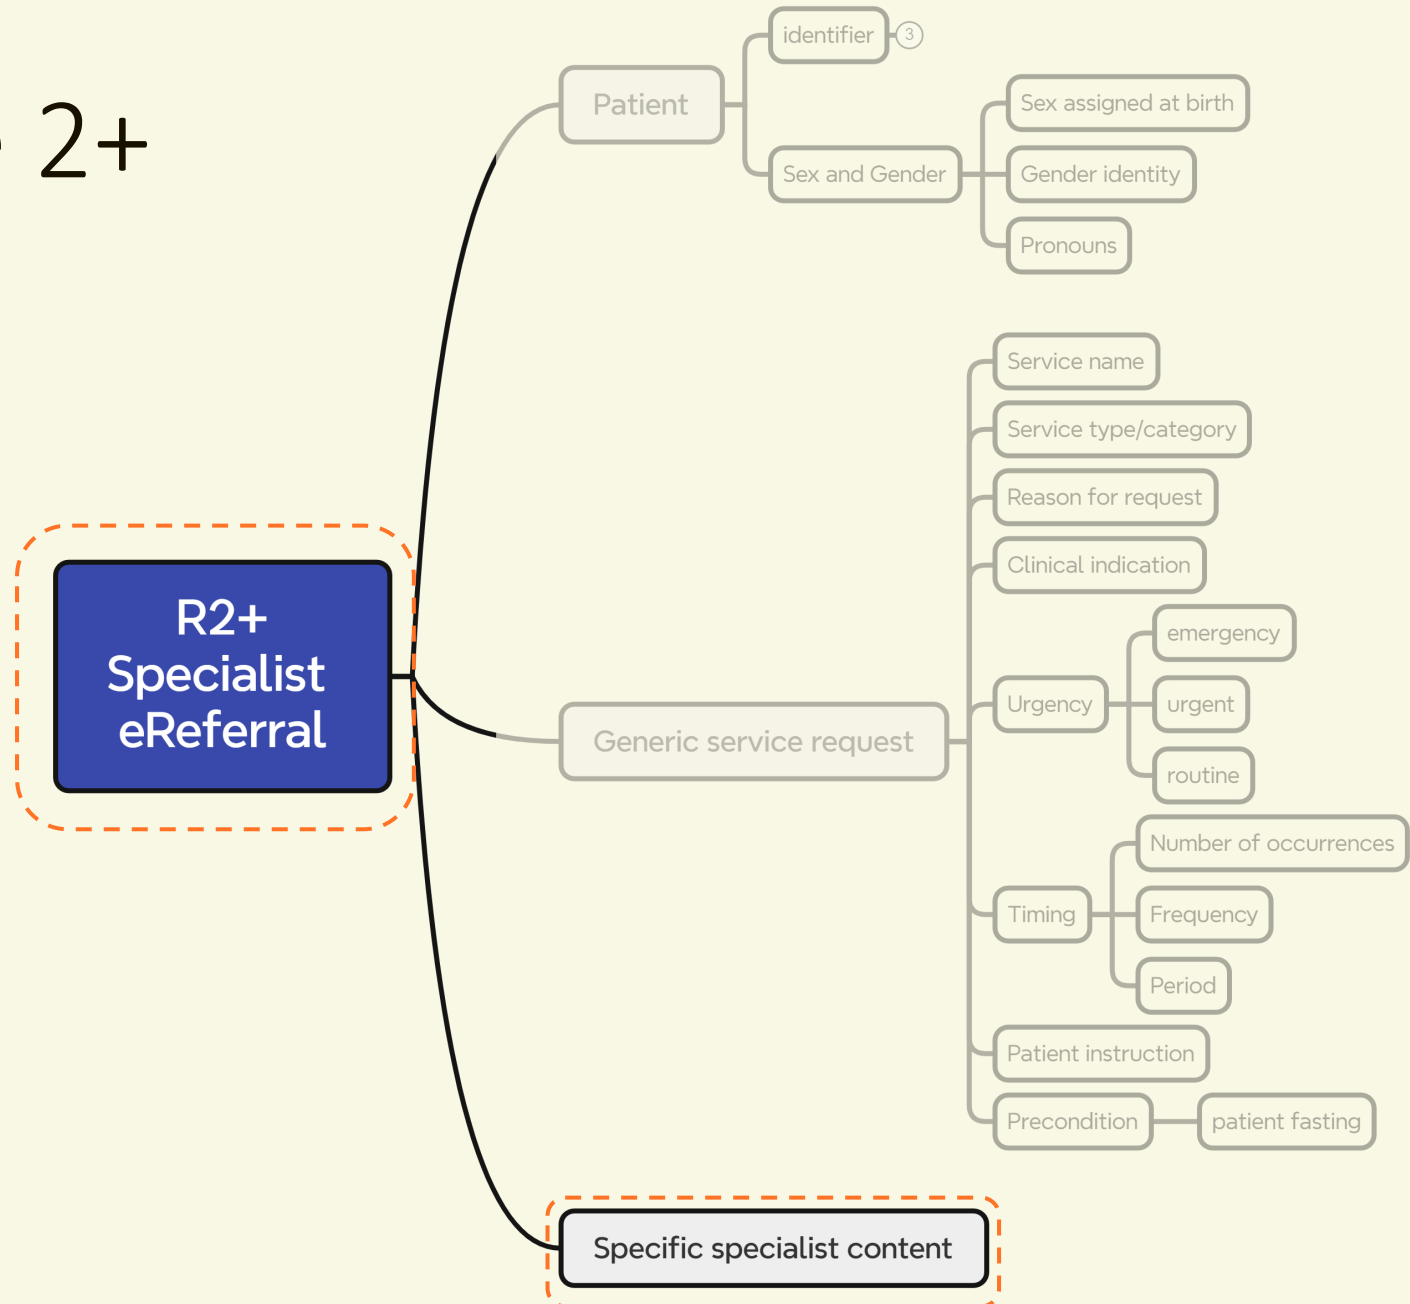 2+
identifier
3
Patient
Sex assigned at birth
Sex and Gender
Gender identity
Pronouns
Service name
Service type/category
Reason for request
Clinical indication
emergency
R2+
Specialist
eReferral
Urgency
urgent
Generic service request
routine
Number of occurrences
Timing
Frequency
Period
Patient instruction
Precondition
patient fasting
Specific specialist content